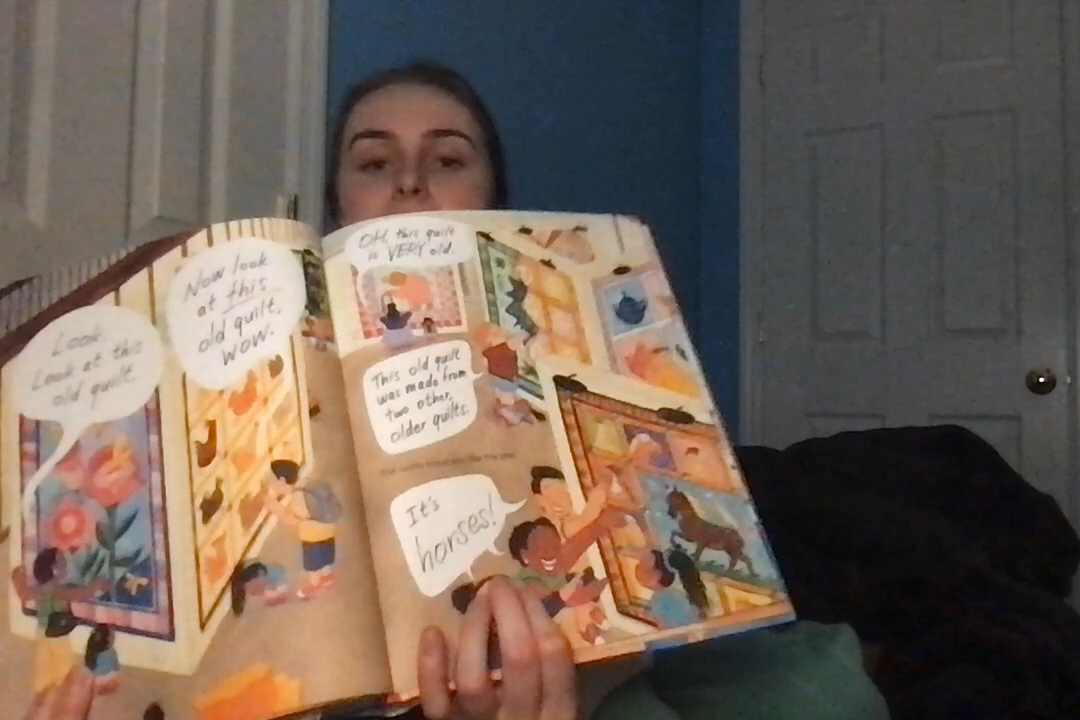 Look.
Look at this
old quilt.
Now look
at this
old quilt,
wow.
OH, this quilt
is VERY old.
This old quilt
was made from
two other,
older quilts.
It's
horses!